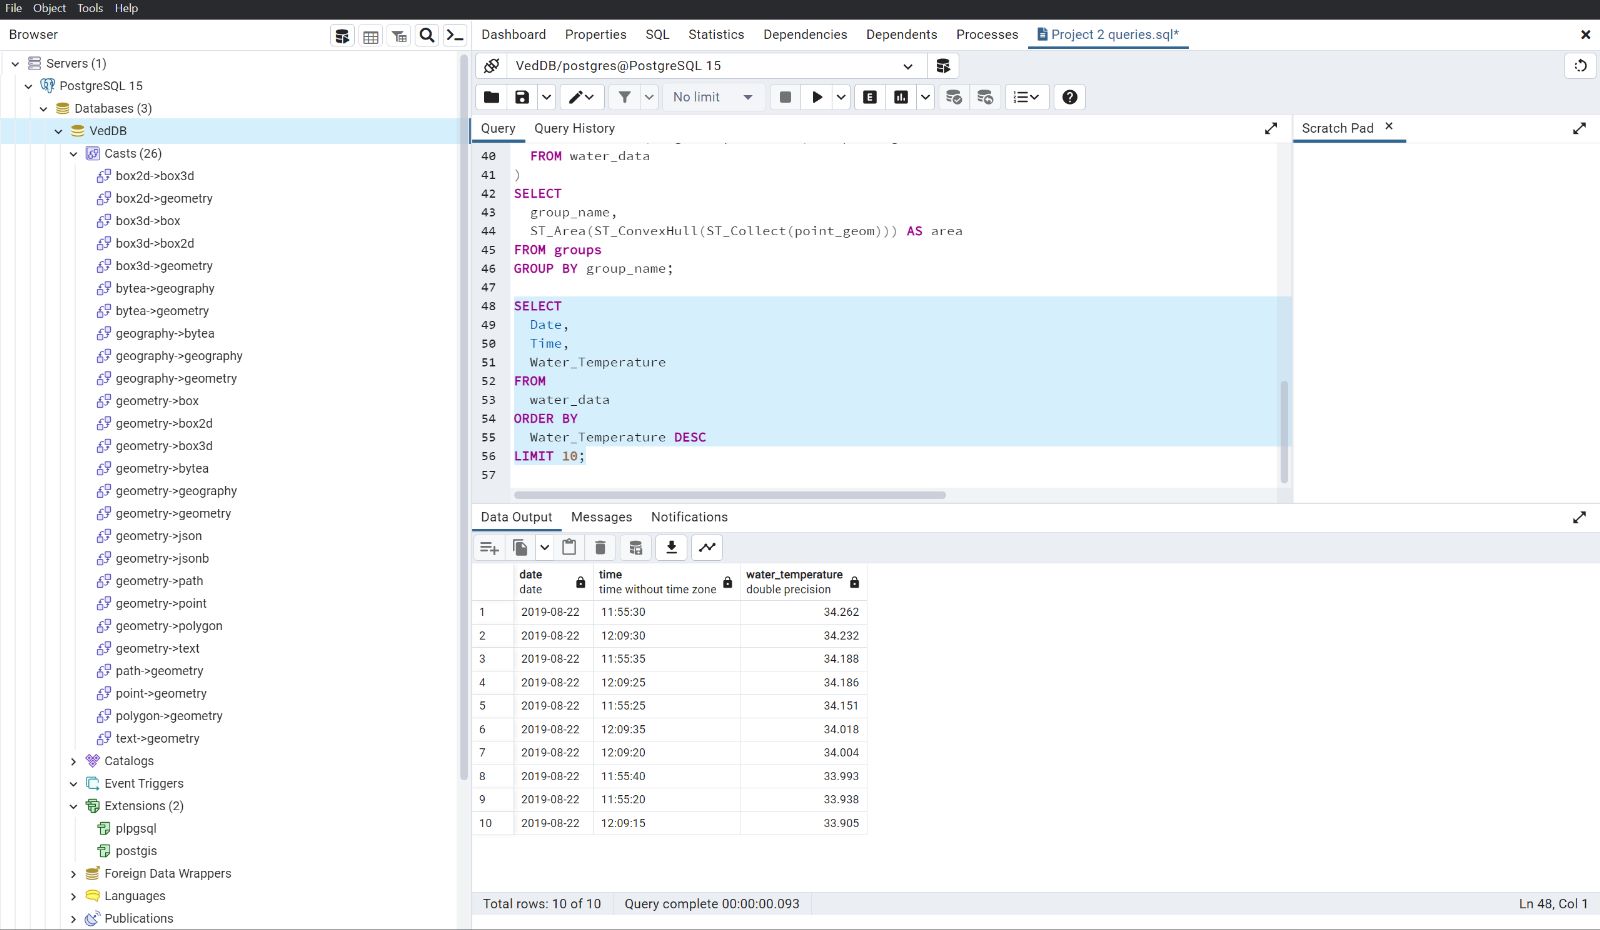 File Object Tools Help
Browser
Dashboard Properties SQL Statistics Dependencies Dependents Processes Project 2 queries.sql*
Servers (1)
PostgreSQL 15
Databases (3)
VedDB
Casts (26)
box2d->box3d
box2d->geometry
box3d->box
box3d->box2d
box3d->geometry
bytea->geography
bytea->geometry
geography->bytea
geography->geography
geography->geometry
geometry->box
geometry->box2d
geometry->box3d
geometry->bytea
geometry->geography
geometry->geometry
geometry->json
geometry->jsonb
geometry->path
geometry->point
geometry->polygon
geometry->text
path->geometry
point->geometry
polygon->geometry
text->geometry
Catalogs
Event Triggers
Extensions (2)
plpgsql
postgis
Foreign Data Wrappers
Languages
Publications
VedDB/postgres@PostgreSQL 15
No limit
E
Query Query History
Scratch Pad
40 FROM water_data
41 )
42 SELECT
43 group_name,
44 ST_Area(ST_ConvexHull(ST_Collect(point_geom))) AS area
45 FROM groups
46 GROUP BY group_name;
47
48 SELECT
49 Date,
50 Time,
51 Water_Temperature
52 FROM
53 water_data
54 ORDER BY
55 Water_Temperature DESC
56 LIMIT 10;
57
Data Output Messages Notifications
date time water_temperature
date time without time zone double precision
1 2019-08-22 11:55:30 34.262
2 2019-08-22 12:09:30 34.232
3 2019-08-22 11:55:35 34.188
4 2019-08-22 12:09:25 34.186
5 2019-08-22 11:55:25 34.151
6 2019-08-22 12:09:35 34.018
7 2019-08-22 12:09:20 34.004
8 2019-08-22 11:55:40 33.993
9 2019-08-22 11:55:20 33.938
10 2019-08-22 12:09:15 33.905
Total rows: 10 of 10 Query complete 00:00:00.093 Ln 48, Col 1